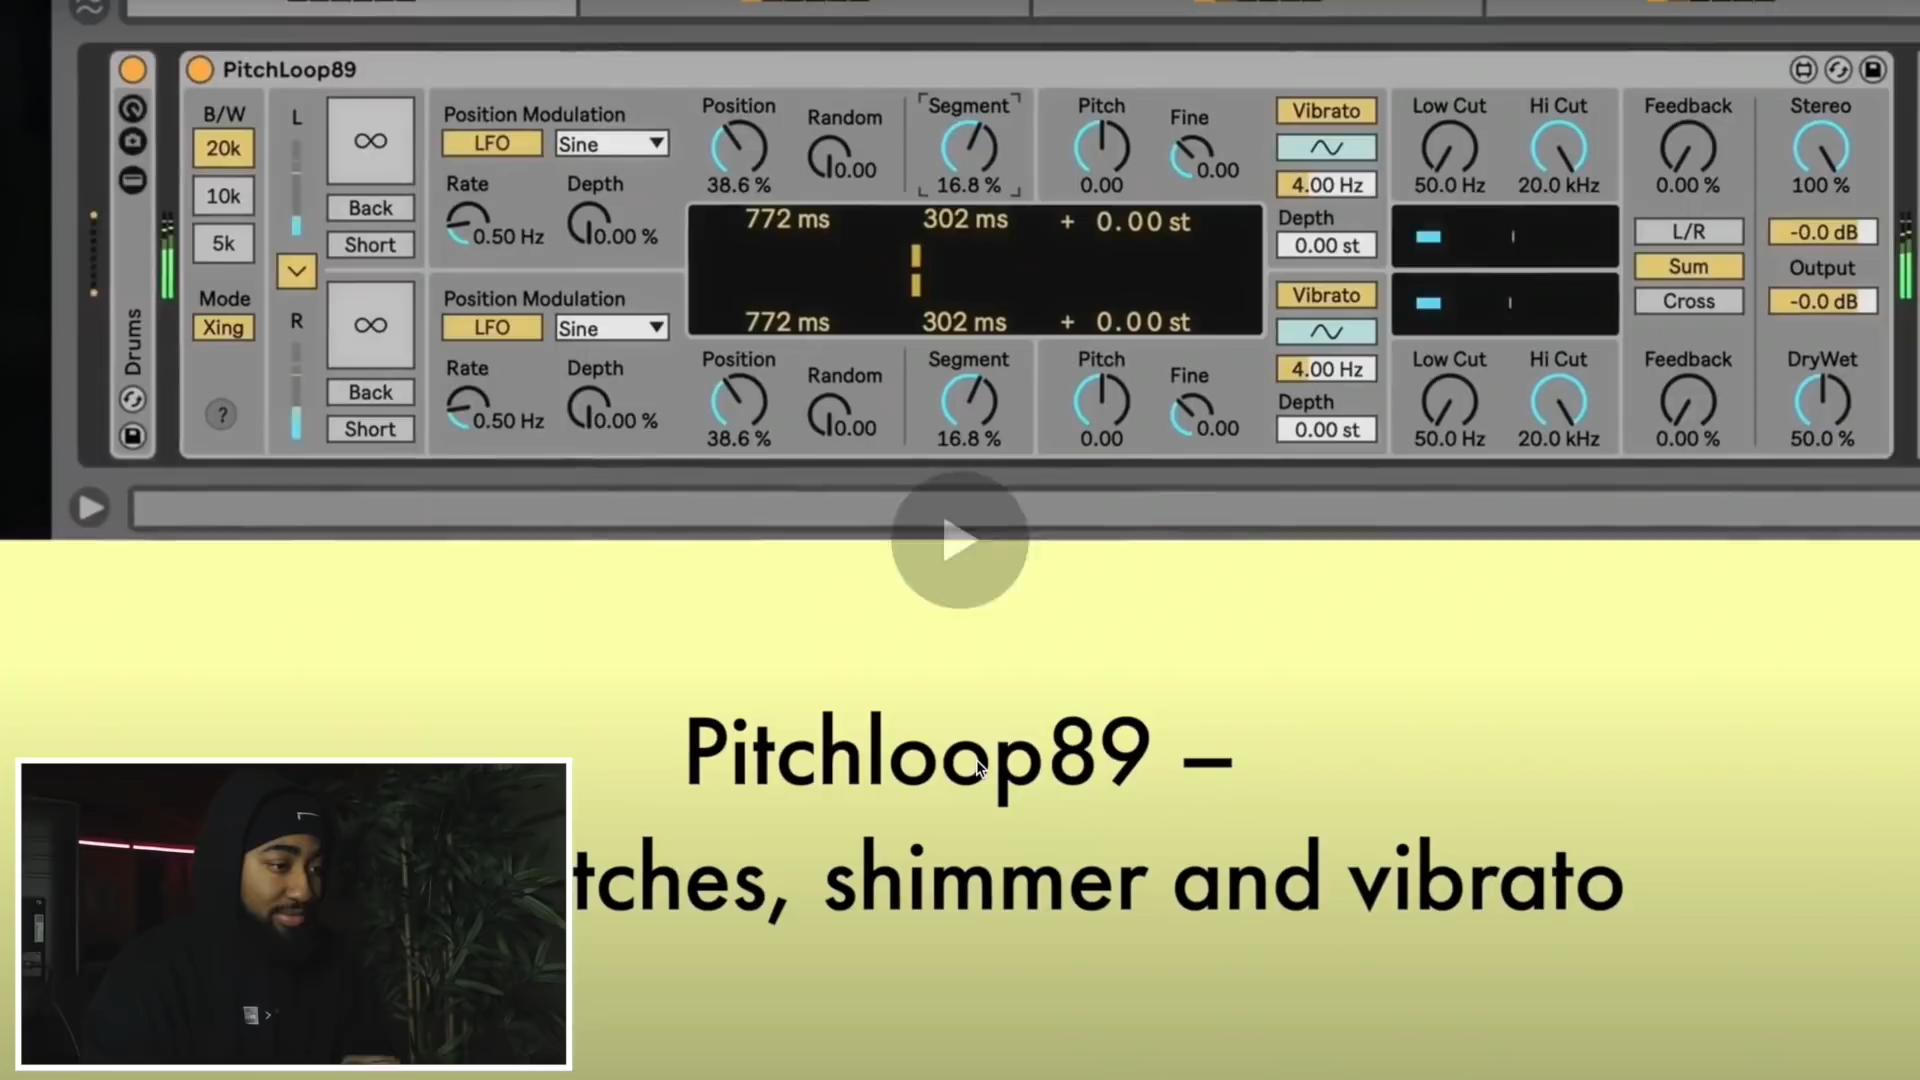 PitchLoop89
B/W
20k
10k
5k
Mode
Xing
?
Drums
L
R
∞
Back
Short
∞
Back
Short
Position Modulation
LFO
Sine
Rate
0.50 Hz
Depth
0.00 %
Position
38.6 %
Random
0.00
Segment
16.8 %
Pitch
0.00
Fine
0.00
Vibrato
4.00 Hz
Depth
0.00 st
Low Cut
50.0 Hz
Hi Cut
20.0 kHz
Feedback
0.00 %
Stereo
100 %
772 ms
302 ms
+ 0.00 st
772 ms
302 ms
+ 0.00 st
L/R
Sum
Cross
-0.0 dB
Output
-0.0 dB
Position Modulation
LFO
Sine
Rate
0.50 Hz
Depth
0.00 %
Position
38.6 %
Random
0.00
Segment
16.8 %
Pitch
0.00
Fine
0.00
Vibrato
4.00 Hz
Depth
0.00 st
Low Cut
50.0 Hz
Hi Cut
20.0 kHz
Feedback
0.00 %
DryWet
50.0 %
Pitchloop89 –
tches, shimmer and vibrato